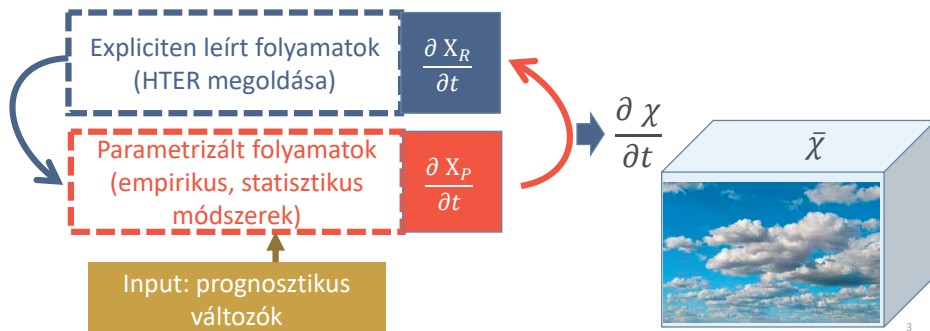 Expliciten leírt folyamatok
(HTER megoldása)
∂ X_R
∂t
Parametrizált folyamatok
(empirikus, statisztikus
módszerek)
∂ X_P
∂t
∂ χ
∂t
χ̄
Input: prognosztikus
változók
3